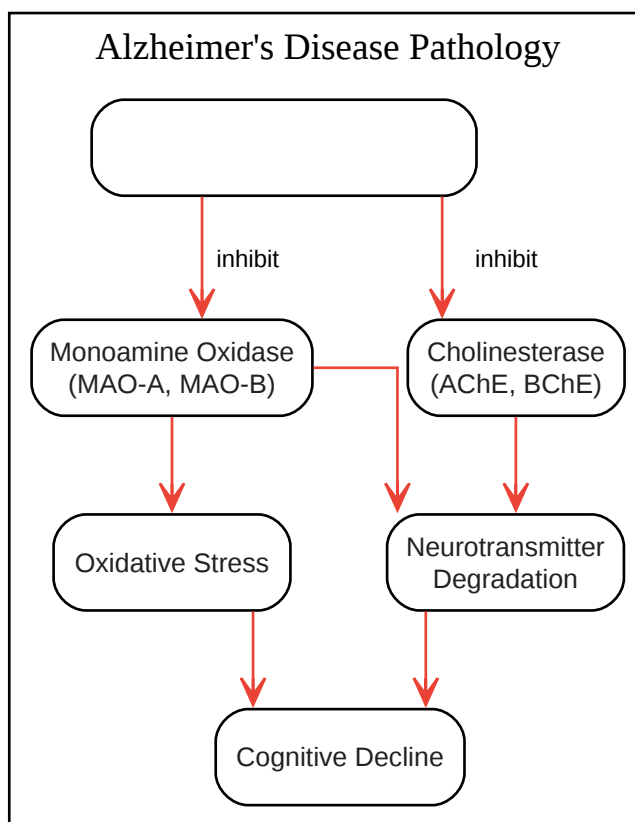 Alzheimer's Disease Pathology
inhibit
inhibit
Monoamine Oxidase
(MAO-A, MAO-B)
Cholinesterase
(AChE, BChE)
Oxidative Stress
Neurotransmitter
Degradation
Cognitive Decline